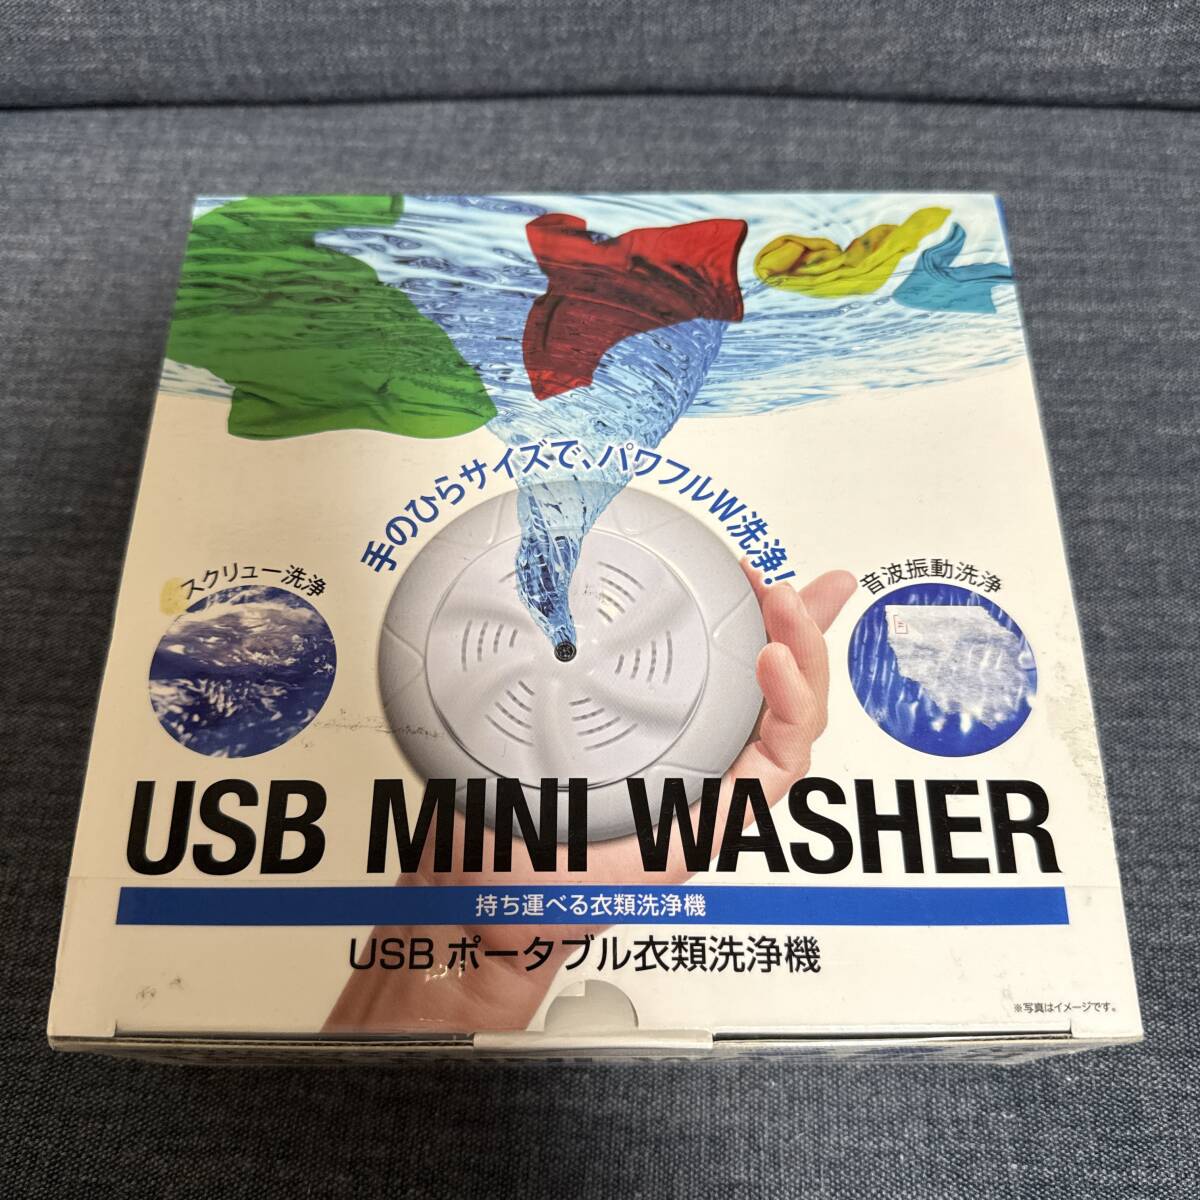 手のひらサイズで、パワフルW洗浄!
スクリュー洗浄
音波振動洗浄
USB MINI WASHER
持ち運べる衣類洗浄機
USB ポータブル衣類洗浄機
※写真はイメージです。